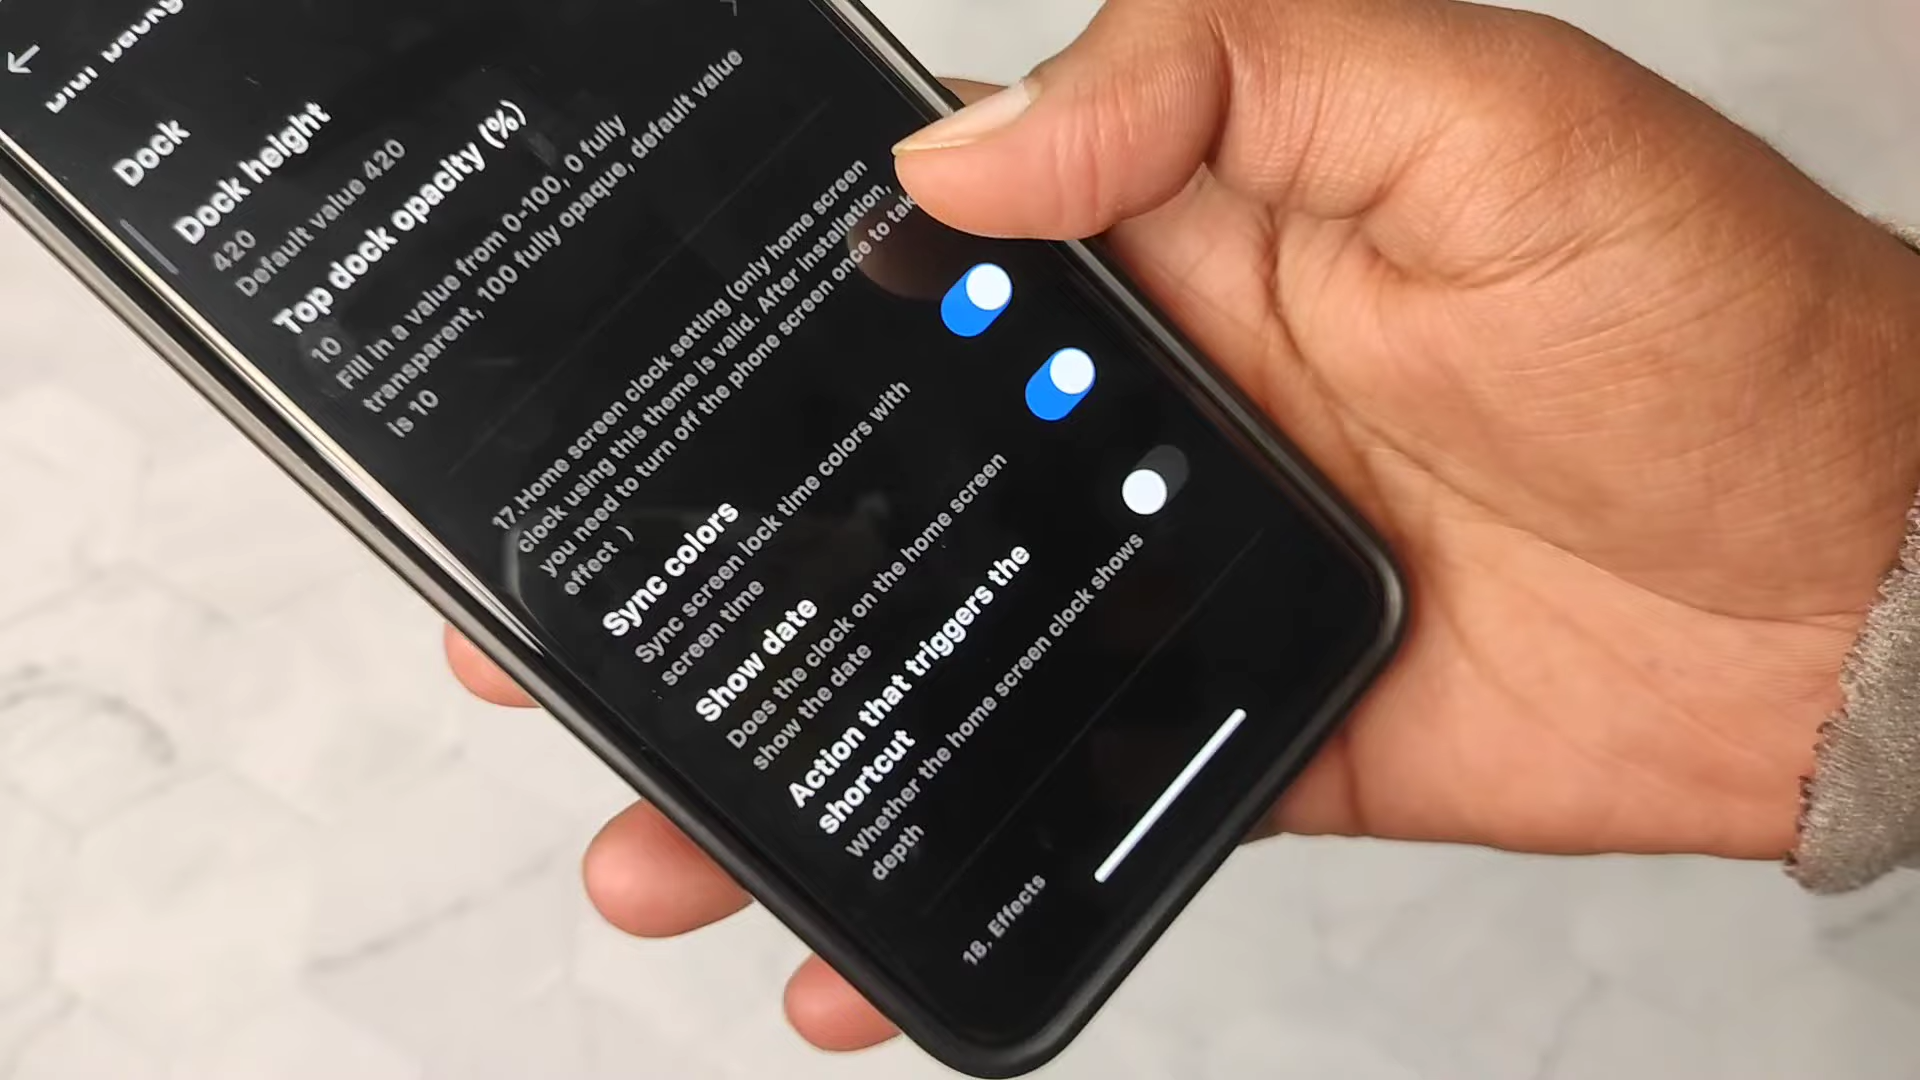 Dock
Dock height
420
Default value 420
Top dock opacity (%)
10
Fill in a value from 0-100, 0 fully
transparent, 100 fully opaque, default value
is 10
17.Home screen clock setting (only home screen
clock using this theme is valid. After installation,
you need to turn off the phone screen once to
effect )
Sync colors
Sync screen lock time colors with
screen time
Show date
Does the clock on the home screen
show the date
Action that triggers the
shortcut
Whether the home screen clock shows
depth
18, Effects